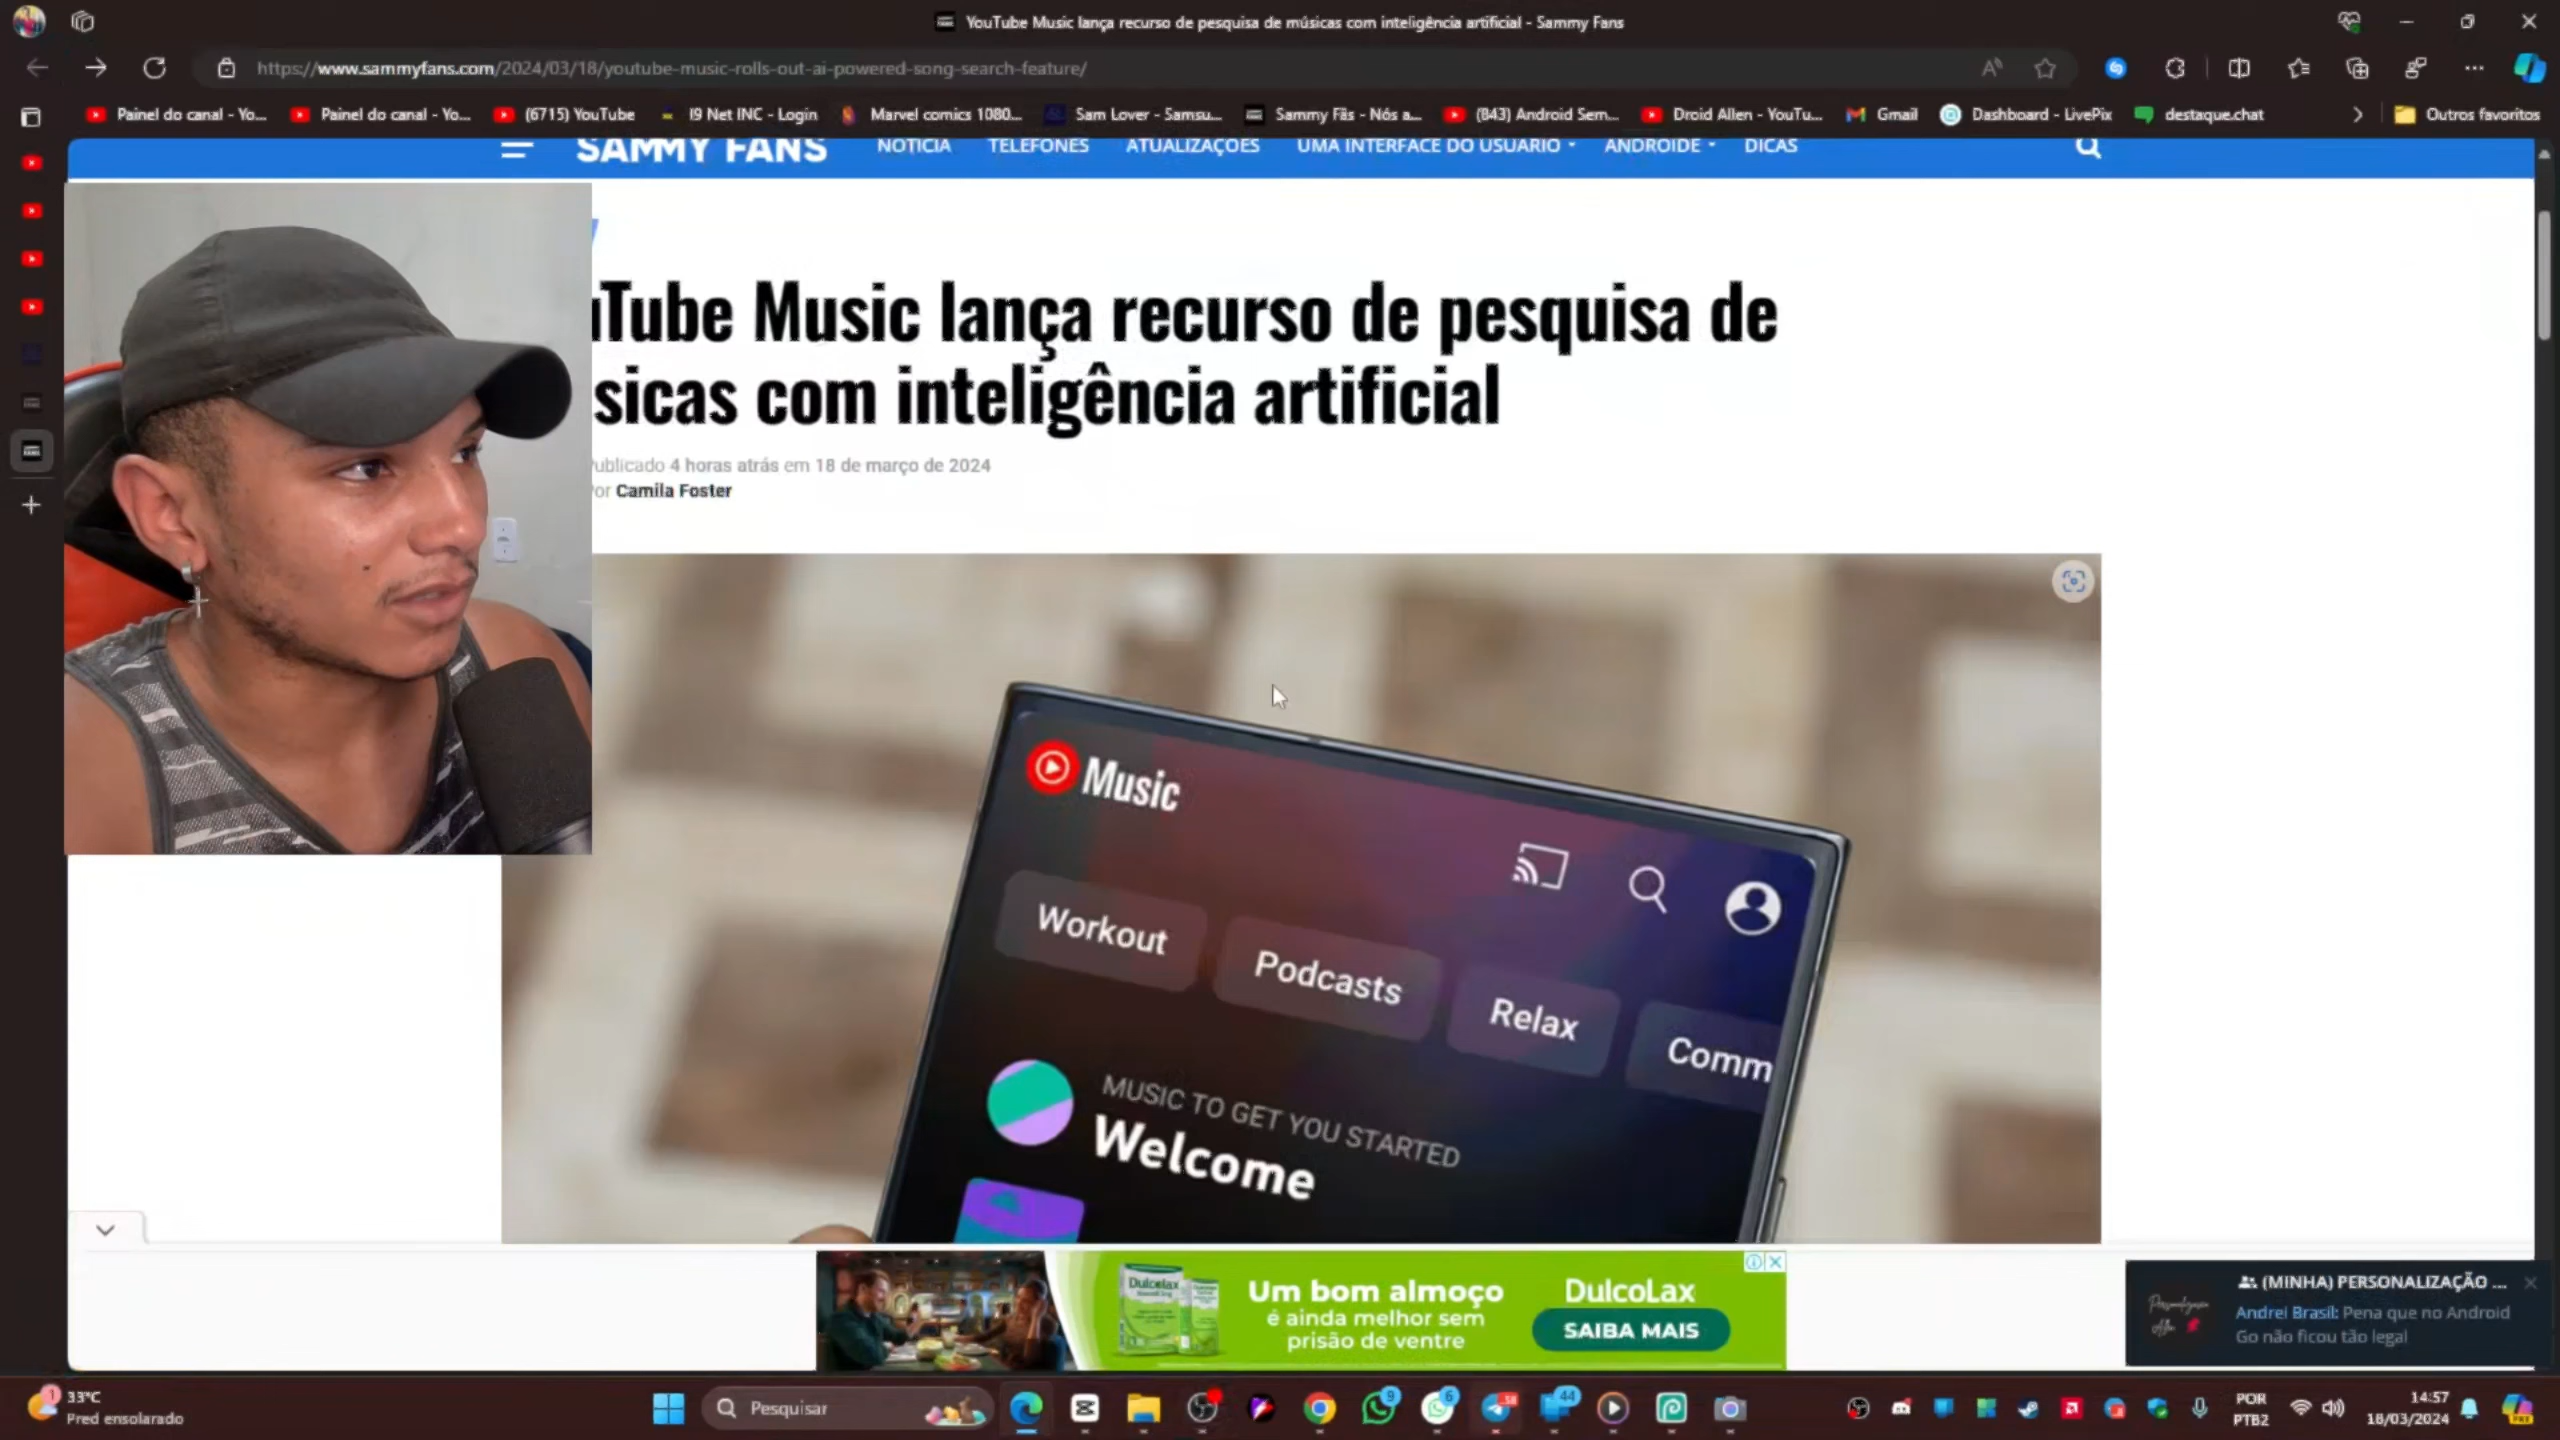 YouTube Music lança recurso de pesquisa de músicas com inteligência artificial - Sammy Fans
https://www.sammyfans.com/2024/03/18/youtube-music-rolls-out-ai-powered-song-search-feature/
Painel do canal - Yo...
Painel do canal - Yo...
(6715) YouTube
I9 Net INC - Login
Marvel comics 1080...
Sam Lover - Samsu...
Sammy Fãs - Nós a...
(843) Android Sem...
Droid Allen - YouTu...
Gmail
Dashboard - LivePix
destaque.chat
Outros favoritos
SAMMY FANS
NOTÍCIA
TELEFONES
ATUALIZAÇÕES
UMA INTERFACE DO USUÁRIO
ANDRÓIDE
DICAS
uTube Music lança recurso de pesquisa de
sicas com inteligência artificial
ublicado 4 horas atrás em 18 de março de 2024
or Camila Foster
Music
Workout
Podcasts
Relax
Comm
MUSIC TO GET YOU STARTED
Welcome
Dulcolax
Um bom almoço
é ainda melhor sem
prisão de ventre
DulcoLax
SAIBA MAIS
(MINHA) PERSONALIZAÇÃO ...
Andrei Brasil: Pena que no Android
Go não ficou tão legal
1
33°C
Pred ensolarado
Pesquisar
9
6
44
POR
PTB2
14:57
18/03/2024